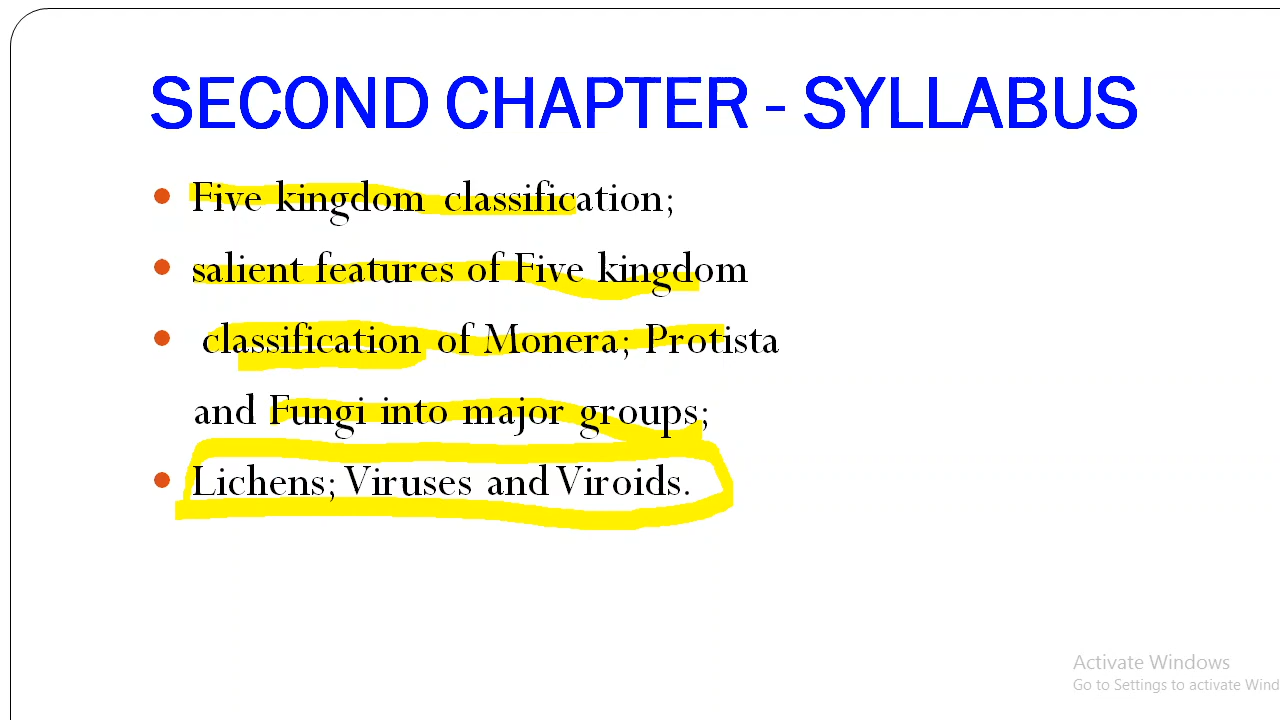 SECOND CHAPTER - SYLLABUS
• Five kingdom classification;
• salient features of Five kingdom
• classification of Monera; Protista
and Fungi into major groups;
• Lichens; Viruses and Viroids.
Activate Windows
Go to Settings to activate Wind